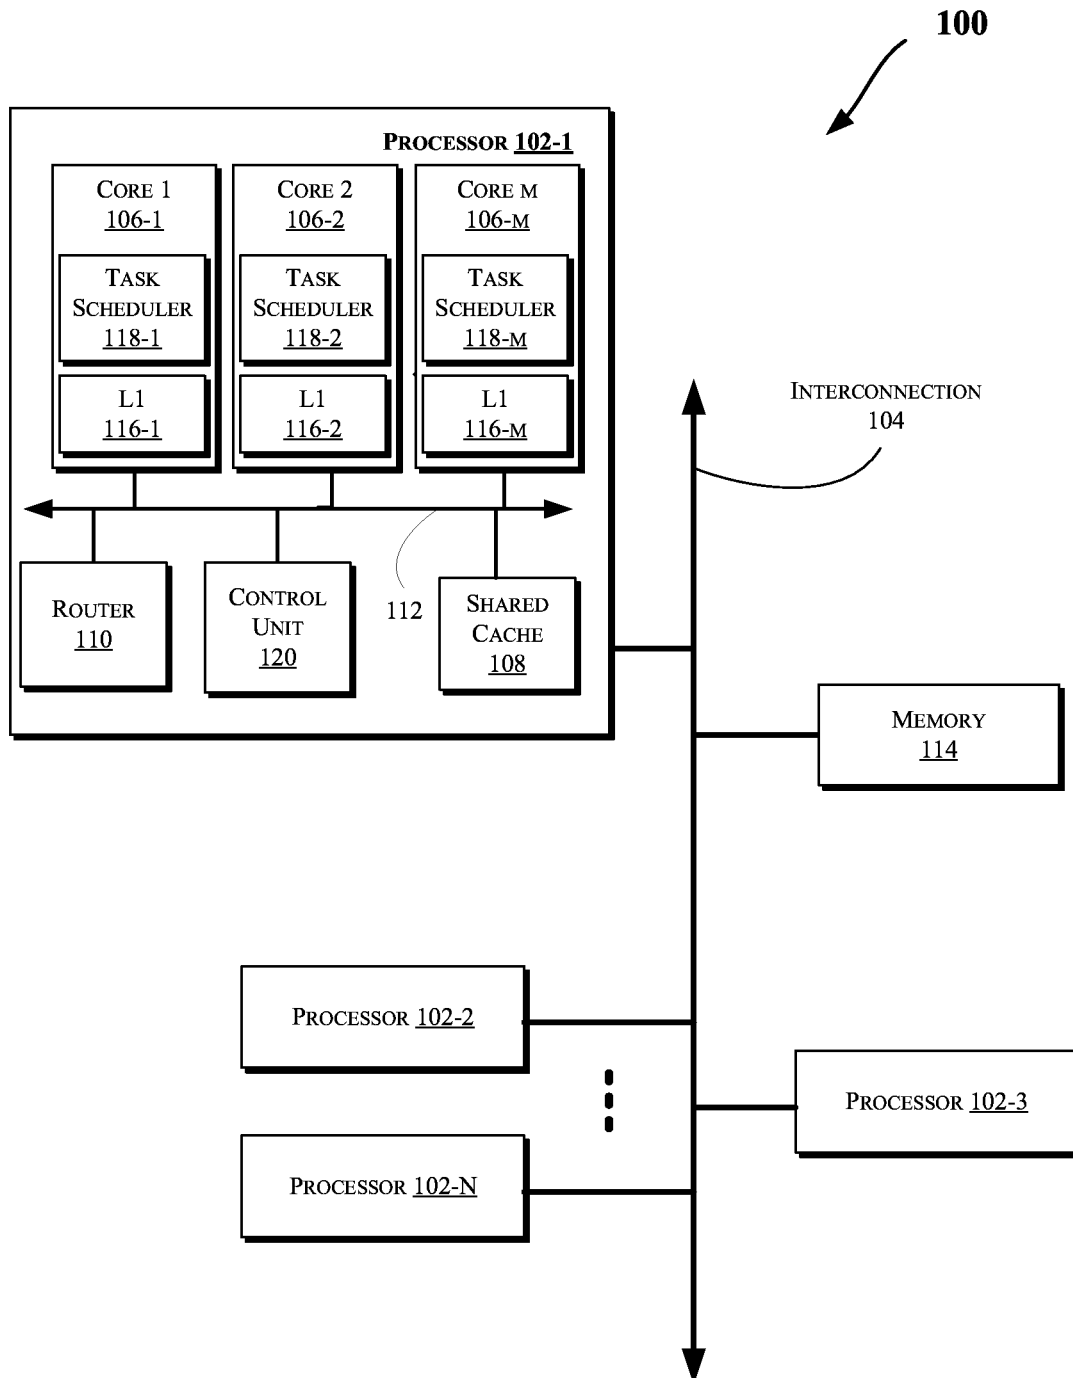 100
PROCESSOR 102-1
CORE 1
106-1
TASK
SCHEDULER
118-1
L1
116-1
CORE 2
106-2
TASK
SCHEDULER
118-2
L1
116-2
CORE M
106-M
TASK
SCHEDULER
118-M
L1
116-M
INTERCONNECTION
104
ROUTER
110
CONTROL
UNIT
120
112
SHARED
CACHE
108
MEMORY
114
PROCESSOR 102-2
PROCESSOR 102-3
PROCESSOR 102-N